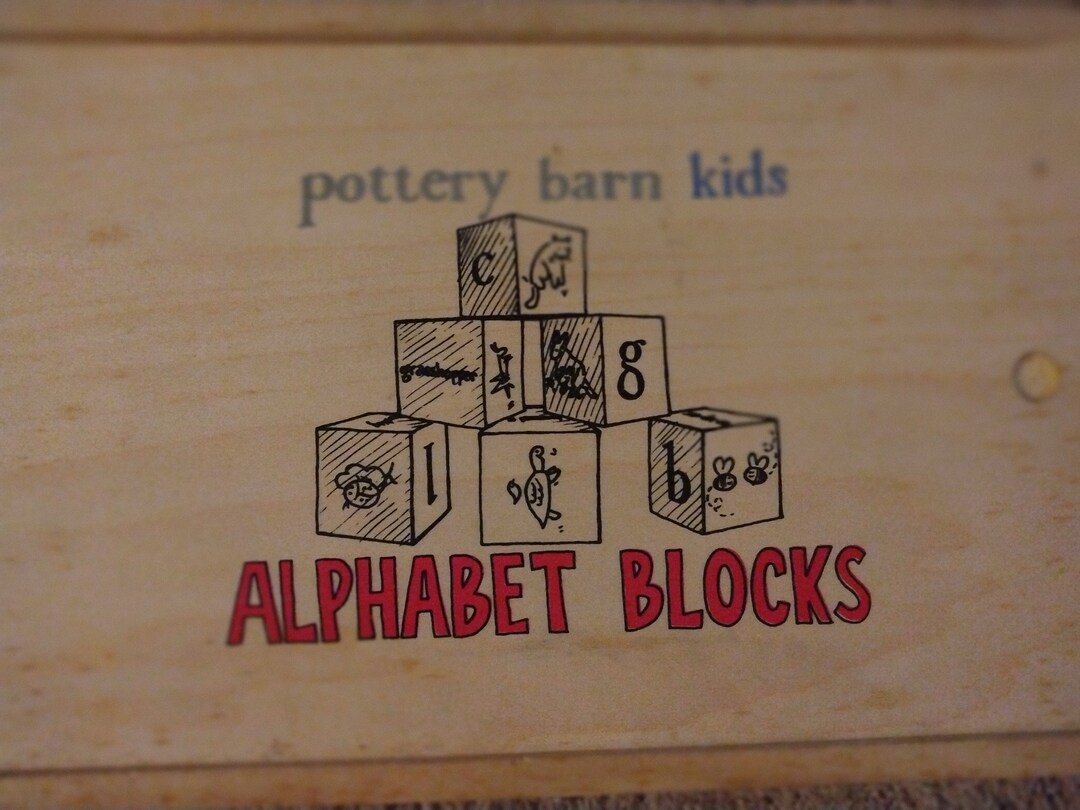 pottery barn kids
c
grasshopper
g
l
b
ALPHABET BLOCKS